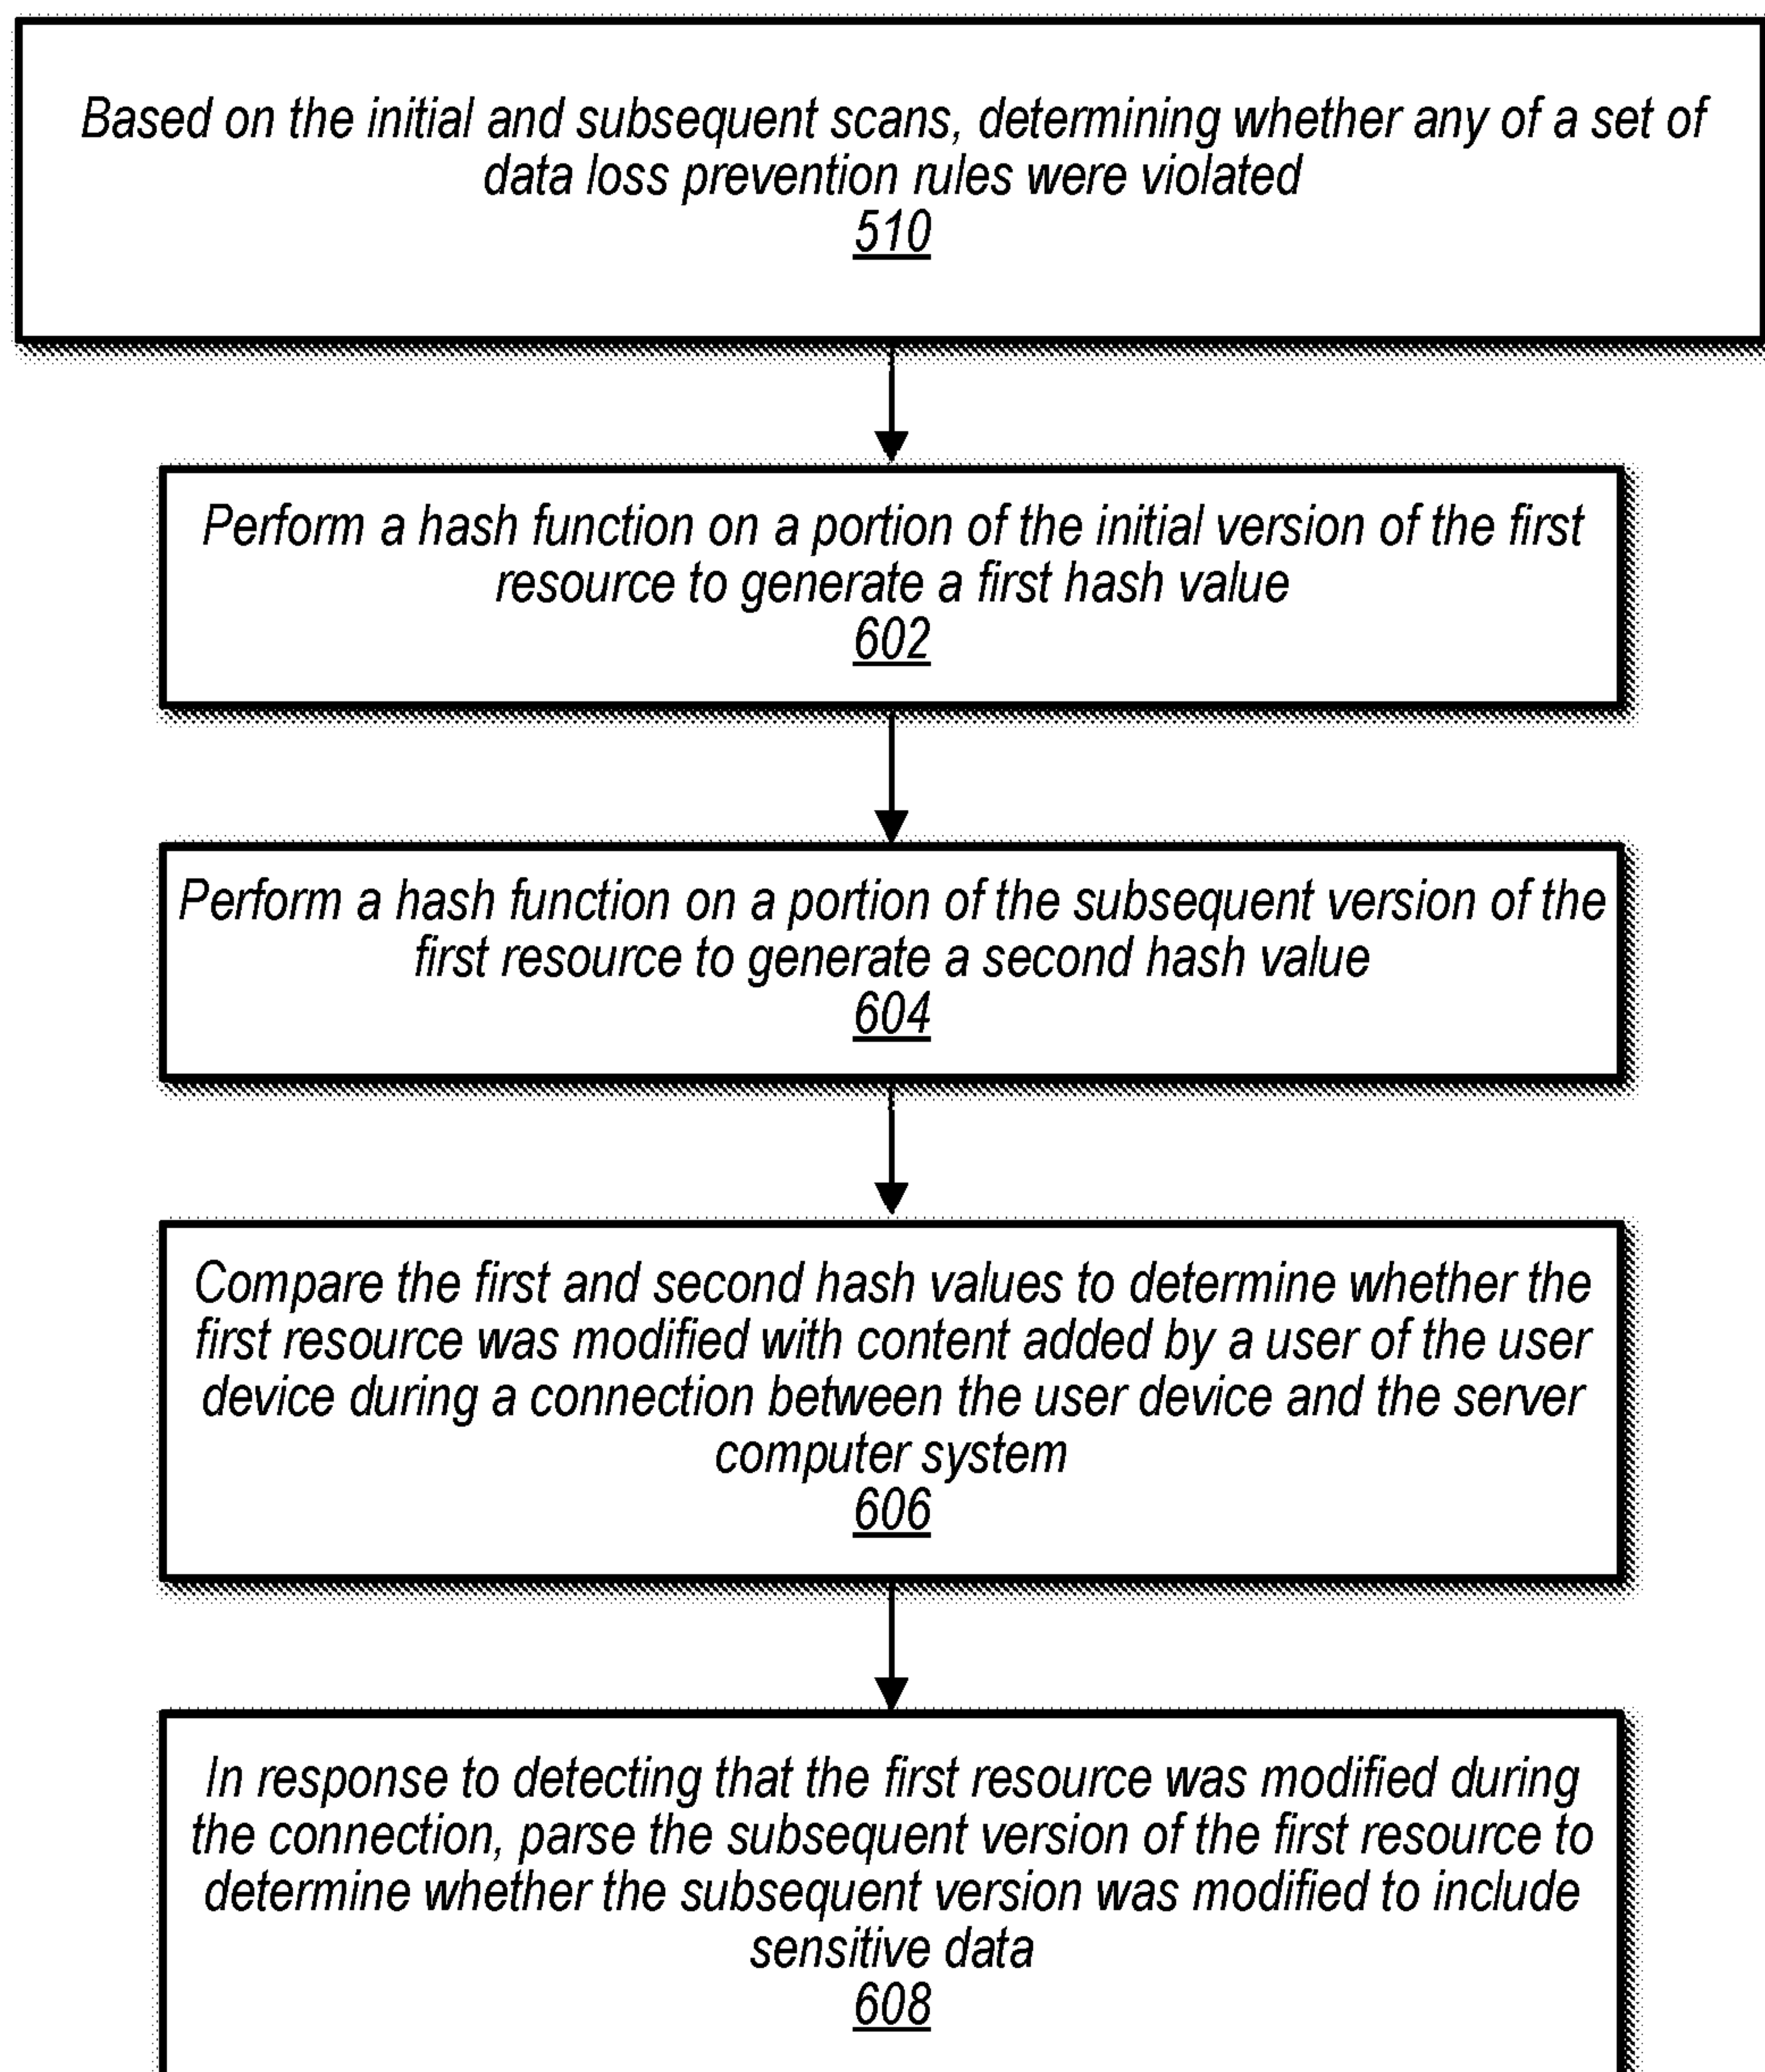 Based on the initial and subsequent scans, determining whether any of a set of
data loss prevention rules were violated
510
Perform a hash function on a portion of the initial version of the first
resource to generate a first hash value
602
Perform a hash function on a portion of the subsequent version of the
first resource to generate a second hash value
604
Compare the first and second hash values to determine whether the
first resource was modified with content added by a user of the user
device during a connection between the user device and the server
computer system
606
In response to detecting that the first resource was modified during
the connection, parse the subsequent version of the first resource to
determine whether the subsequent version was modified to include
sensitive data
608